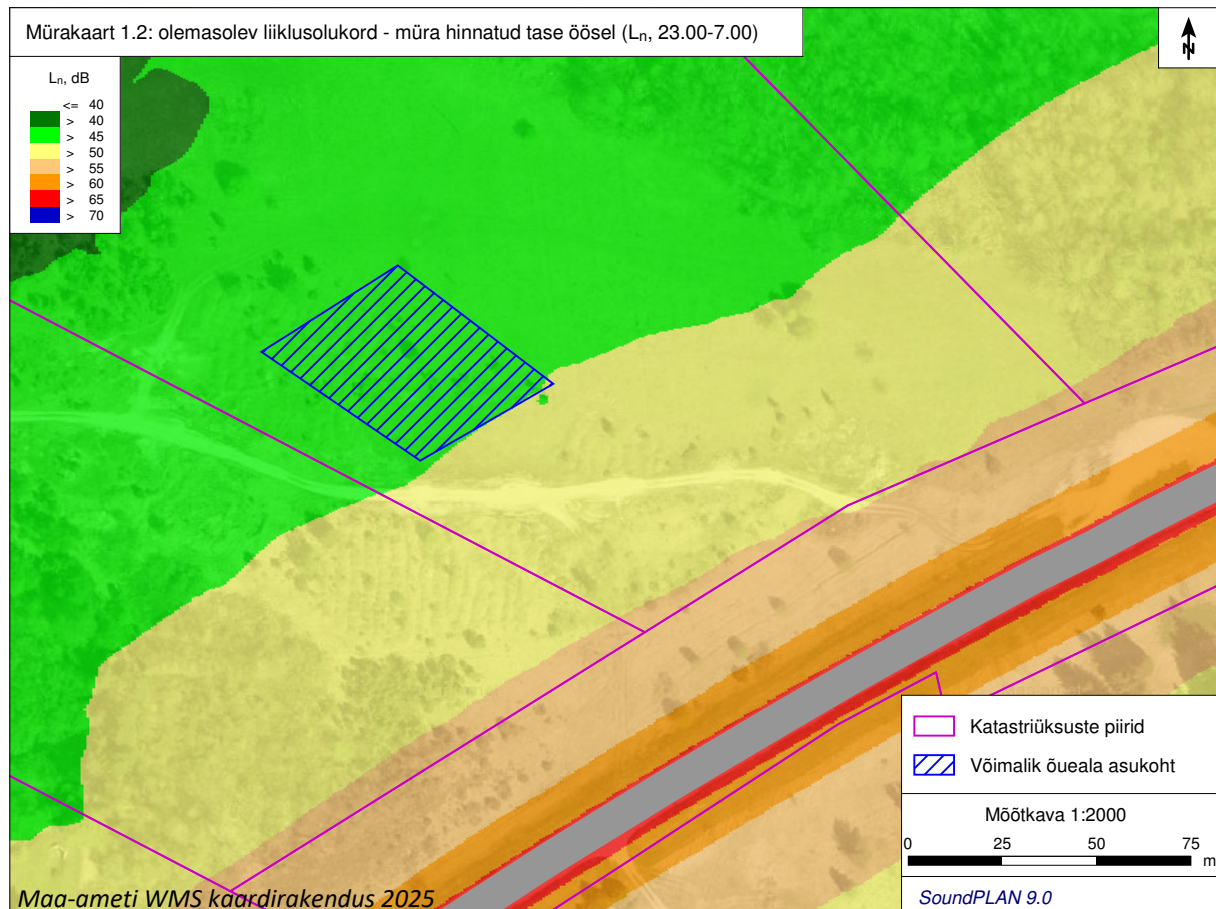 Mürakaart 1.2: olemasolev liiklusolukord - müra hinnatud tase öösel (Ln, 23.00-7.00)
N
Ln, dB
<= 40
> 40
> 45
> 50
> 55
> 60
> 65
> 70
Katastriüksuste piirid
Võimalik õueala asukoht
Mõõtkava 1:2000
0 25 50 75
m
SoundPLAN 9.0
Maa-ameti WMS kaardirakendus 2025